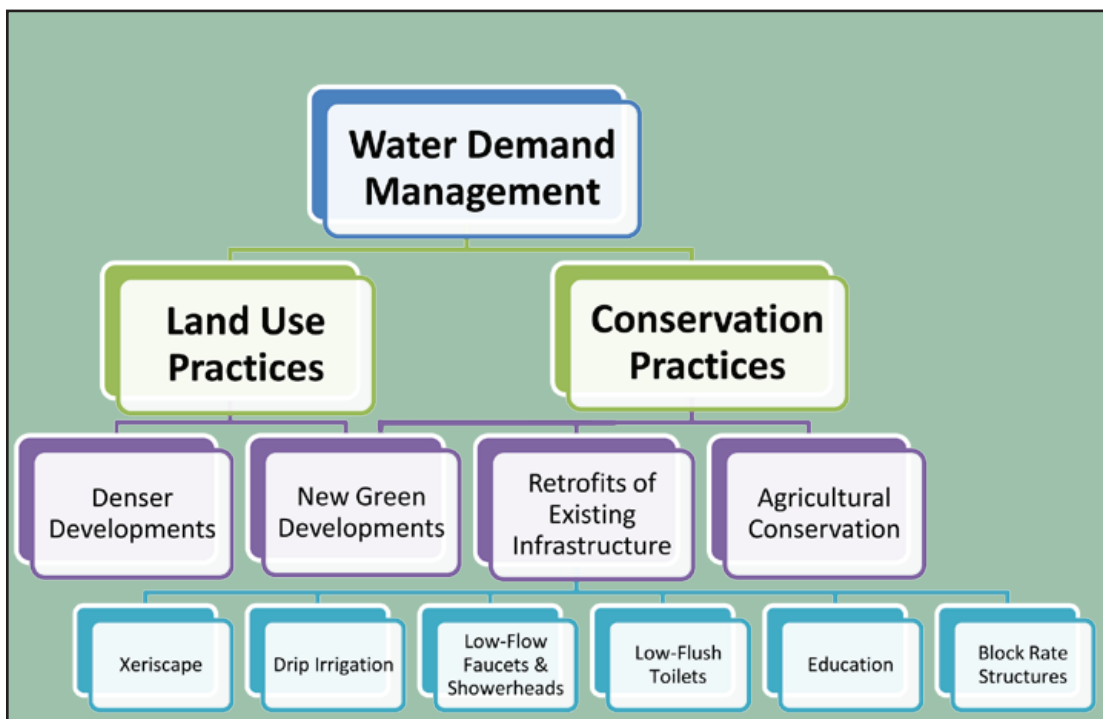 Water Demand
Management
Land Use
Practices
Conservation
Practices
Denser
Developments
New Green
Developments
Retrofits of
Existing
Infrastructure
Agricultural
Conservation
Xeriscape
Drip Irrigation
Low-Flow
Faucets &
Showerheads
Low-Flush
Toilets
Education
Block Rate
Structures